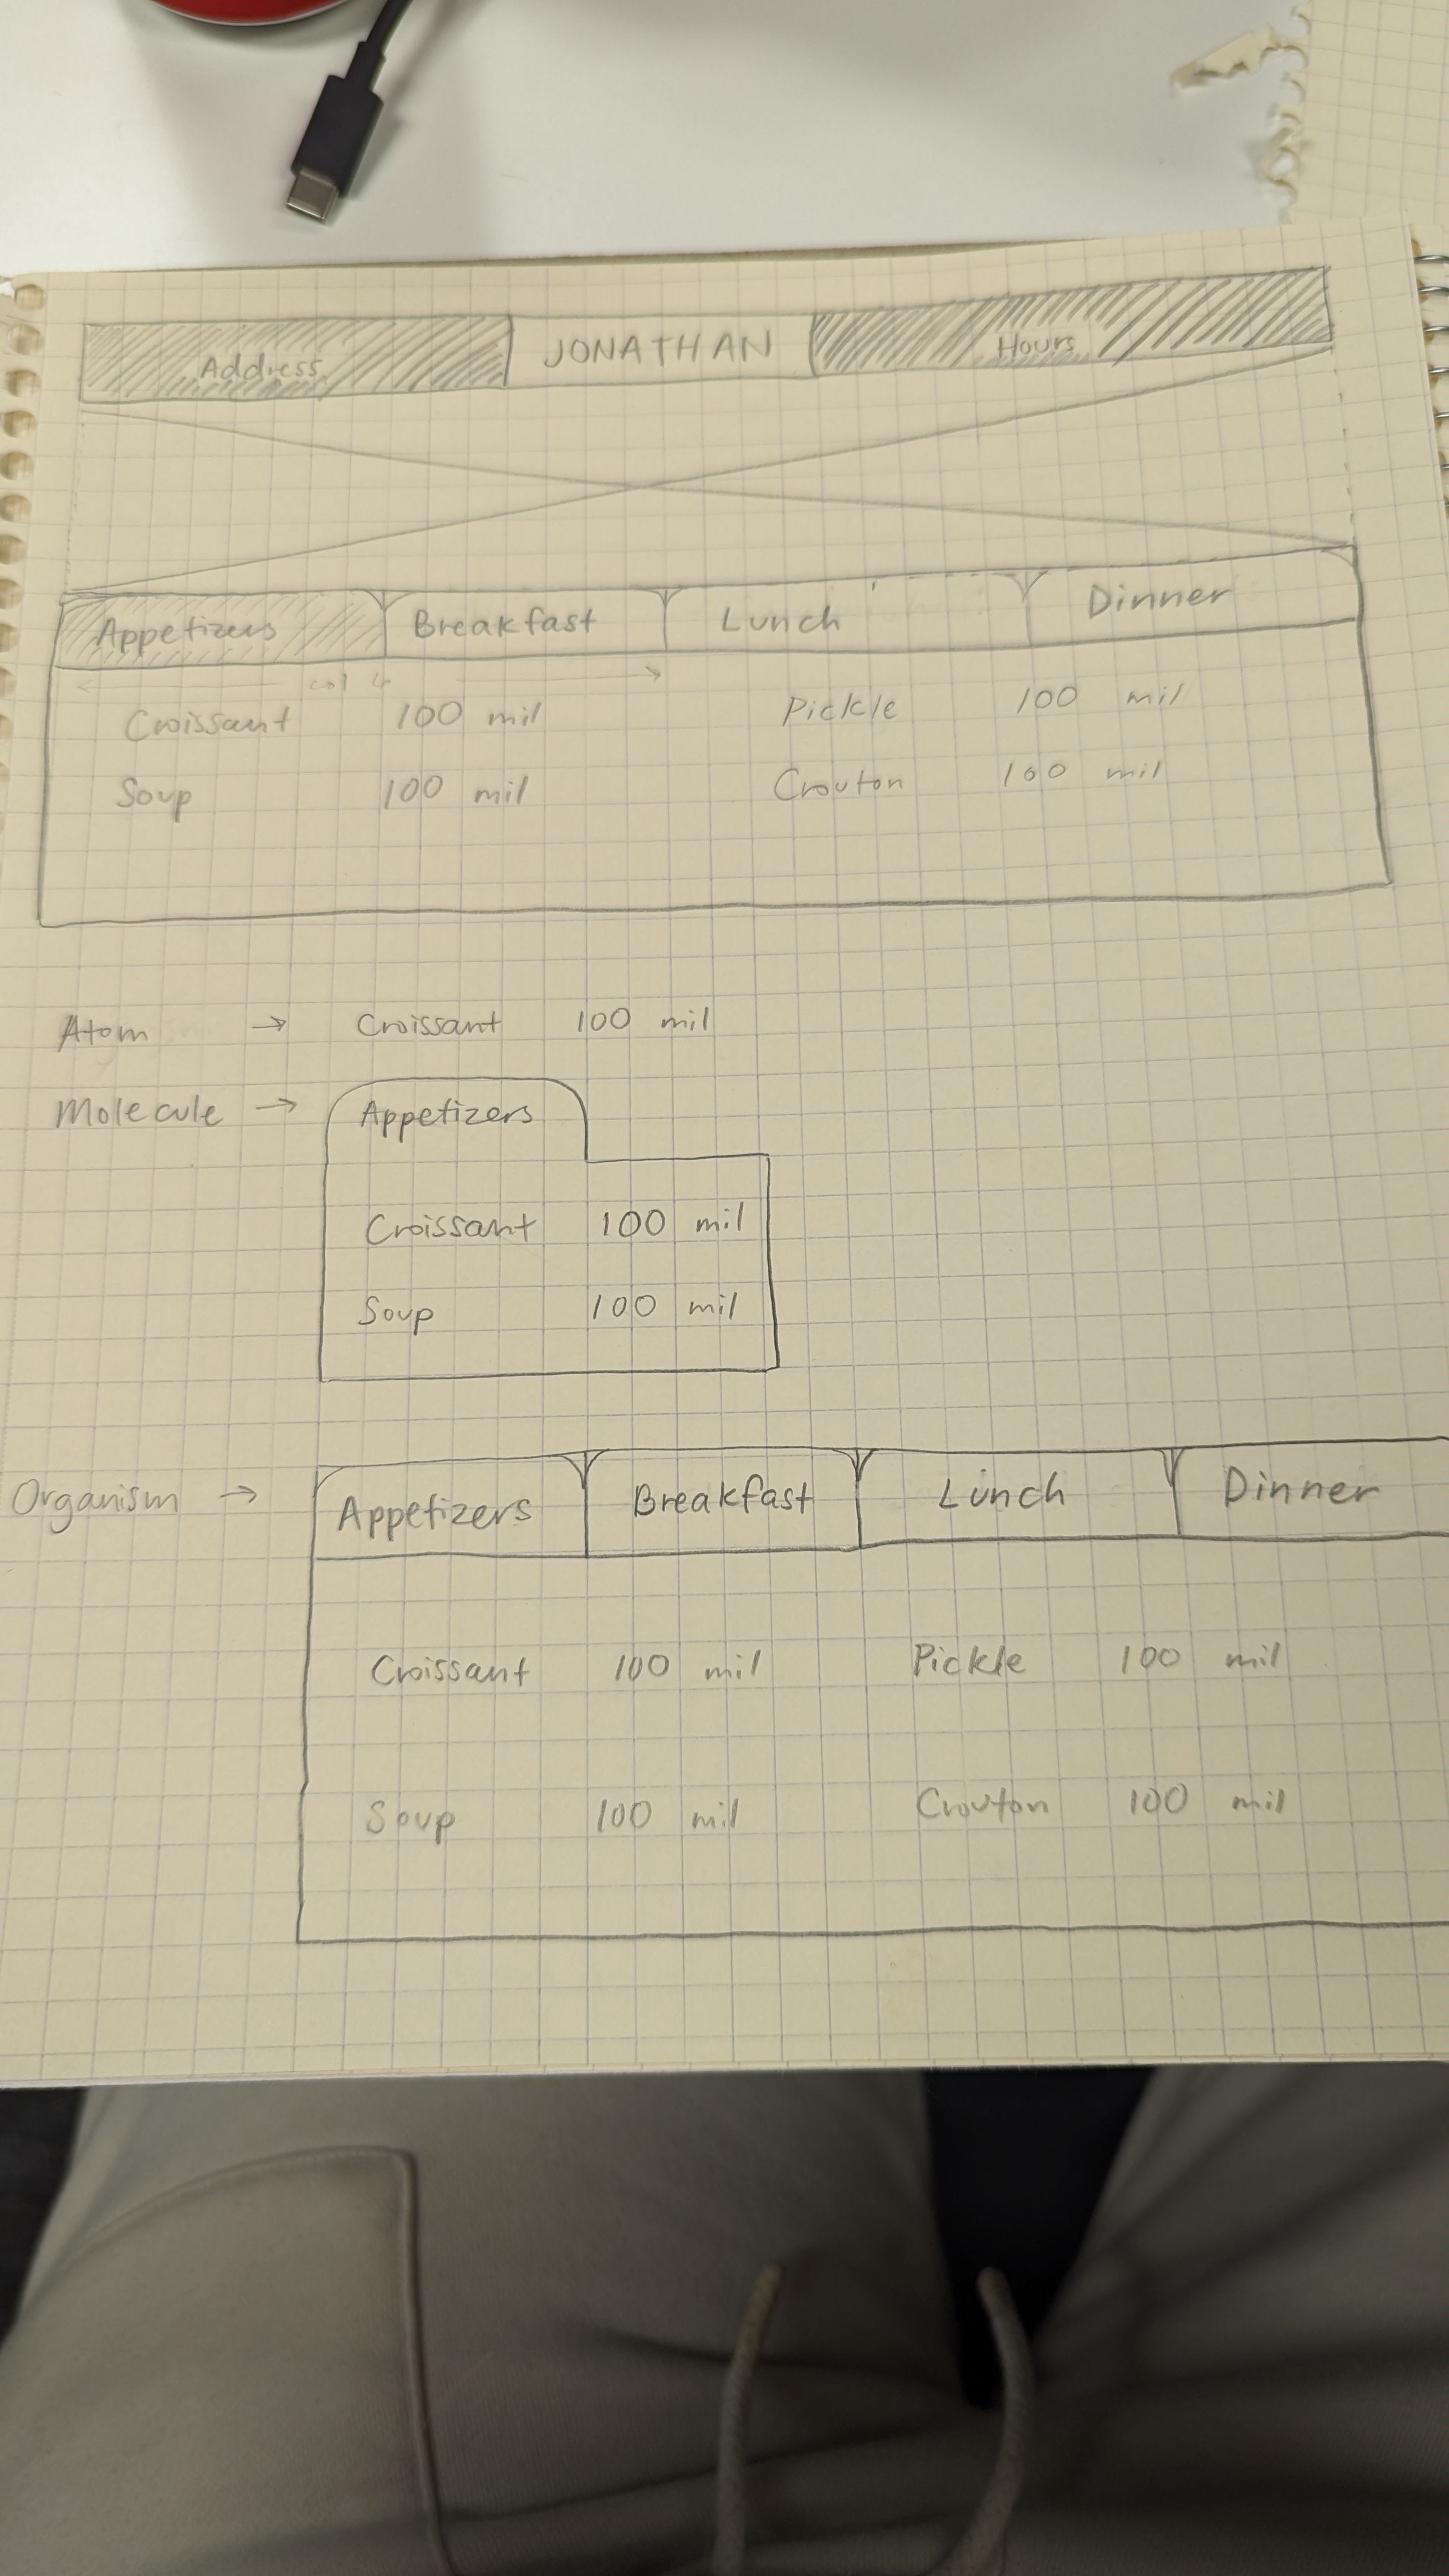 Address JONATHAN Hours
Appetizers Breakfast Lunch Dinner
col 4
Croissant 100 mil Pickle 100 mil
Soup 100 mil Crouton 100 mil
Atom → Croissant 100 mil
Molecule → Appetizers
Croissant 100 mil
Soup 100 mil
Organism → Appetizers Breakfast Lunch Dinner
Croissant 100 mil Pickle 100 mil
Soup 100 mil Crouton 100 mil